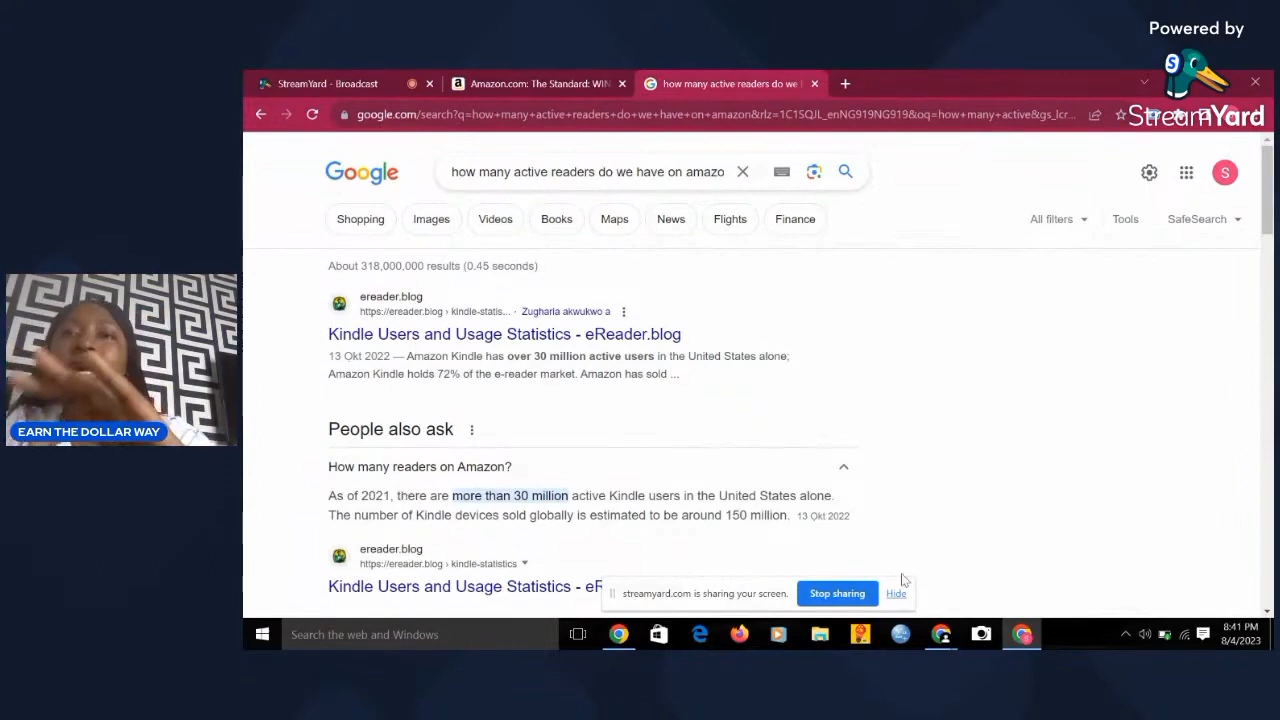 Powered by
StreamYard
StreamYard - Broadcast
Amazon.com: The Standard: WIN
how many active readers do we
google.com/search?q=how+many+active+readers+do+we+have+on+amazon&rlz=1C1SQJL_enNG919NG919&oq=how+many+active&gs_lcr...
Google
how many active readers do we have on amazo
S
Shopping
Images
Videos
Books
Maps
News
Flights
Finance
All filters
Tools
SafeSearch
About 318,000,000 results (0.45 seconds)
ereader.blog
https://ereader.blog › kindle-statis... · Zugharia akwukwo a
Kindle Users and Usage Statistics - eReader.blog
13 Ọkt 2022 — Amazon Kindle has over 30 million active users in the United States alone;
Amazon Kindle holds 72% of the e-reader market. Amazon has sold ...
EARN THE DOLLAR WAY
People also ask
How many readers on Amazon?
As of 2021, there are more than 30 million active Kindle users in the United States alone.
The number of Kindle devices sold globally is estimated to be around 150 million. 13 Ọkt 2022
ereader.blog
https://ereader.blog › kindle-statistics
Kindle Users and Usage Statistics - eR
streamyard.com is sharing your screen.
Stop sharing
Hide
Search the web and Windows
8:41 PM
8/4/2023